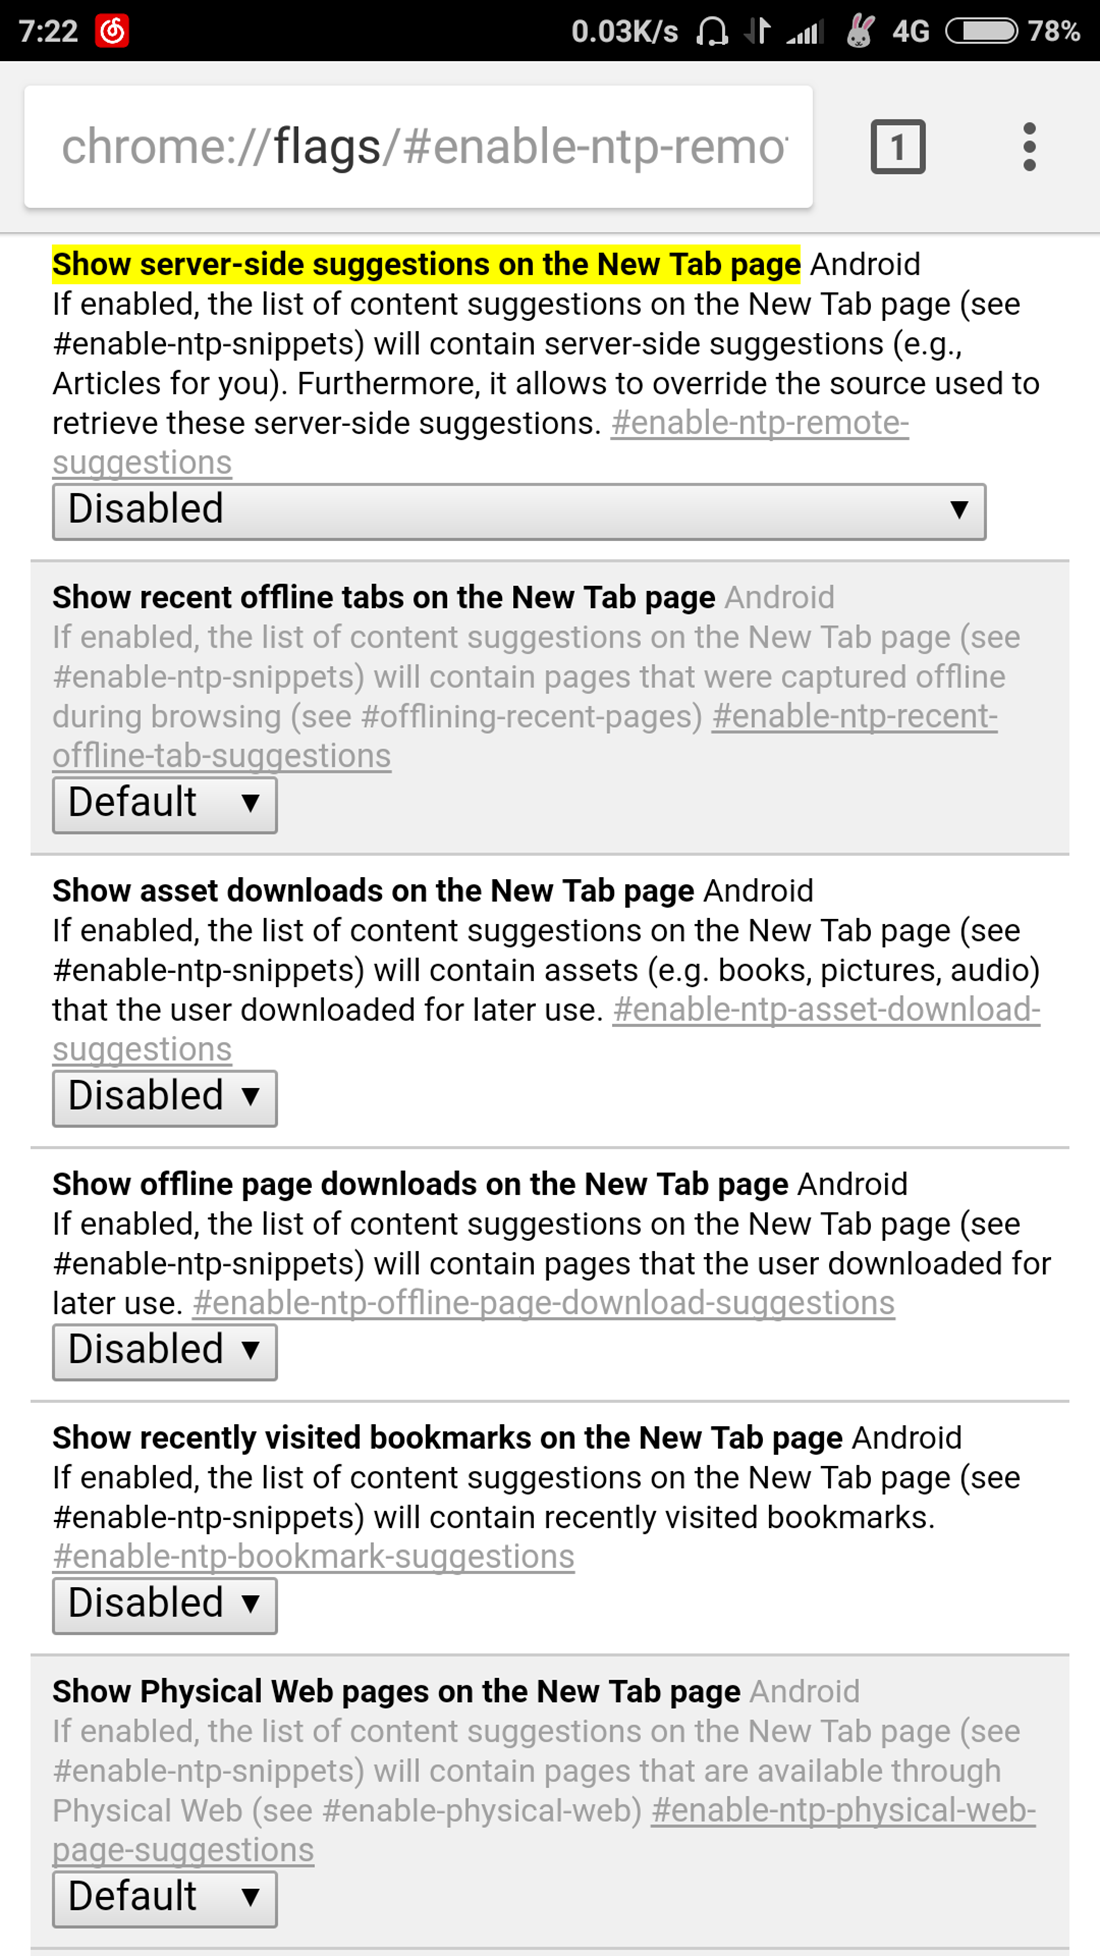 7:22 0.03K/s 4G 78%
chrome://flags/#enable-ntp-remo
1
Show server-side suggestions on the New Tab page Android
If enabled, the list of content suggestions on the New Tab page (see
#enable-ntp-snippets) will contain server-side suggestions (e.g.,
Articles for you). Furthermore, it allows to override the source used to
retrieve these server-side suggestions. #enable-ntp-remote-
suggestions
Disabled
Show recent offline tabs on the New Tab page Android
If enabled, the list of content suggestions on the New Tab page (see
#enable-ntp-snippets) will contain pages that were captured offline
during browsing (see #offlining-recent-pages) #enable-ntp-recent-
offline-tab-suggestions
Default
Show asset downloads on the New Tab page Android
If enabled, the list of content suggestions on the New Tab page (see
#enable-ntp-snippets) will contain assets (e.g. books, pictures, audio)
that the user downloaded for later use. #enable-ntp-asset-download-
suggestions
Disabled
Show offline page downloads on the New Tab page Android
If enabled, the list of content suggestions on the New Tab page (see
#enable-ntp-snippets) will contain pages that the user downloaded for
later use. #enable-ntp-offline-page-download-suggestions
Disabled
Show recently visited bookmarks on the New Tab page Android
If enabled, the list of content suggestions on the New Tab page (see
#enable-ntp-snippets) will contain recently visited bookmarks.
#enable-ntp-bookmark-suggestions
Disabled
Show Physical Web pages on the New Tab page Android
If enabled, the list of content suggestions on the New Tab page (see
#enable-ntp-snippets) will contain pages that are available through
Physical Web (see #enable-physical-web) #enable-ntp-physical-web-
page-suggestions
Default